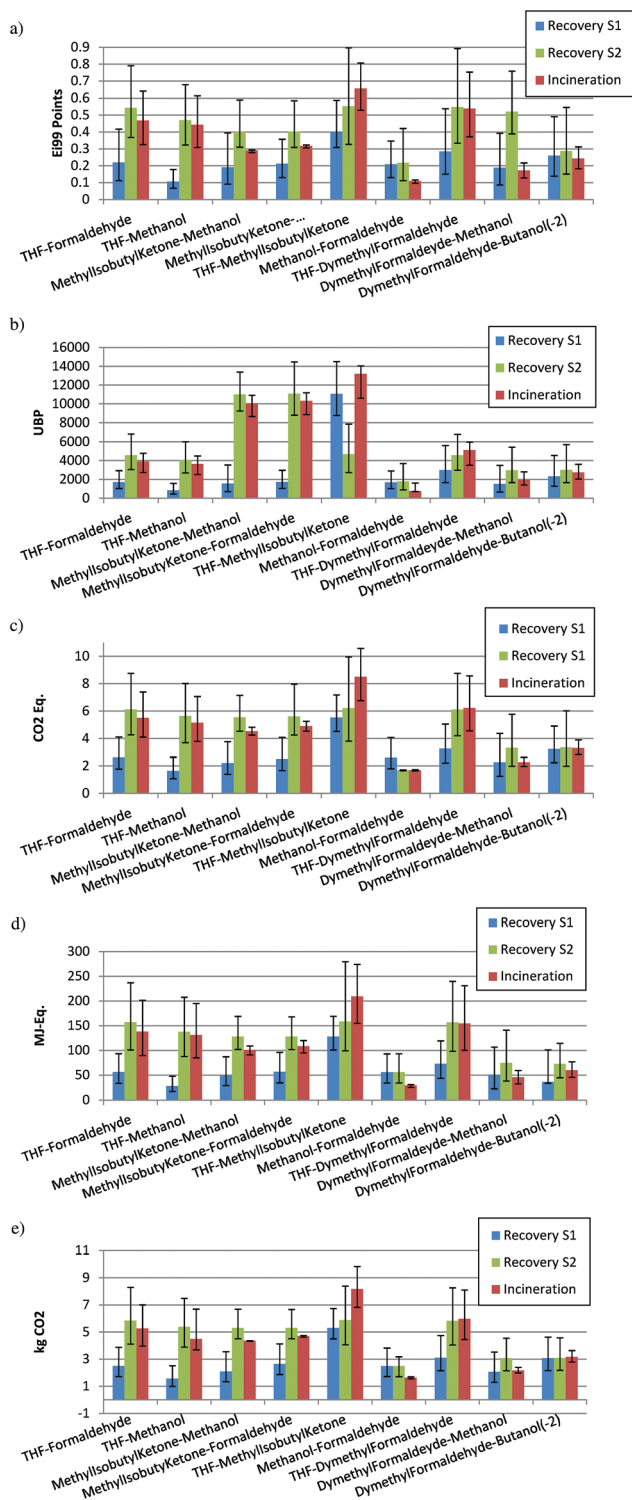 a)
Recovery S1
Recovery S2
Incineration
0.9
0.8
0.7
0.6
0.5
0.4
0.3
0.2
0.1
0
EI99 Points
THF-Formaldehyde
THF-Methanol
MethylIsobutylKetone-Methanol
MethylIsobutyKetone-...
THF-MethylIsobutylKetone
Methanol-Formaldehyde
THF-DymethylFormaldehyde
DymethylFormaldeyde-Methanol
DymethylFormaldehyde-Butanol(-2)
b)
Recovery S1
Recovery S2
Incineration
16000
14000
12000
10000
8000
6000
4000
2000
0
UBP
THF-Formaldehyde
THF-Methanol
MethylIsobutylKetone-Methanol
MethylIsobutyKetone-Formaldehyde
THF-MethylIsobutylKetone
Methanol-Formaldehyde
THF-DymethylFormaldehyde
DymethylFormaldeyde-Methanol
DymethylFormaldehyde-Butanol(-2)
c)
Recovery S1
Recovery S1
Incineration
10
8
6
4
2
0
CO2 Eq.
THF-Formaldehyde
THF-Methanol
MethylIsobutylKetone-Methanol
MethylIsobutyKetone-Formaldehyde
THF-MethylIsobutylKetone
Methanol-Formaldehyde
THF-DymethylFormaldehyde
DymethylFormaldeyde-Methanol
DymethylFormaldehyde-Butanol(-2)
d)
Recovery S1
Recovery S2
Incineration
300
250
200
150
100
50
0
MJ-Eq.
THF-Formaldehyde
THF-Methanol
MethylIsobutylKetone-Methanol
MethylIsobutyKetone-Formaldehyde
THF-MethylIsobutylKetone
Methanol-Formaldehyde
THF-DymethylFormaldehyde
DymethylFormaldeyde-Methanol
DymethylFormaldehyde-Butanol(-2)
e)
Recovery S1
Recovery S2
Incineration
11
9
7
5
3
1
-1
kg CO2
THF-Formaldehyde
THF-Methanol
MethylIsobutylKetone-Methanol
MethylIsobutyKetone-Formaldehyde
THF-MethylIsobutylKetone
Methanol-Formaldehyde
THF-DymethylFormaldehyde
DymethylFormaldeyde-Methanol
DymethylFormaldehyde-Butanol(-2)